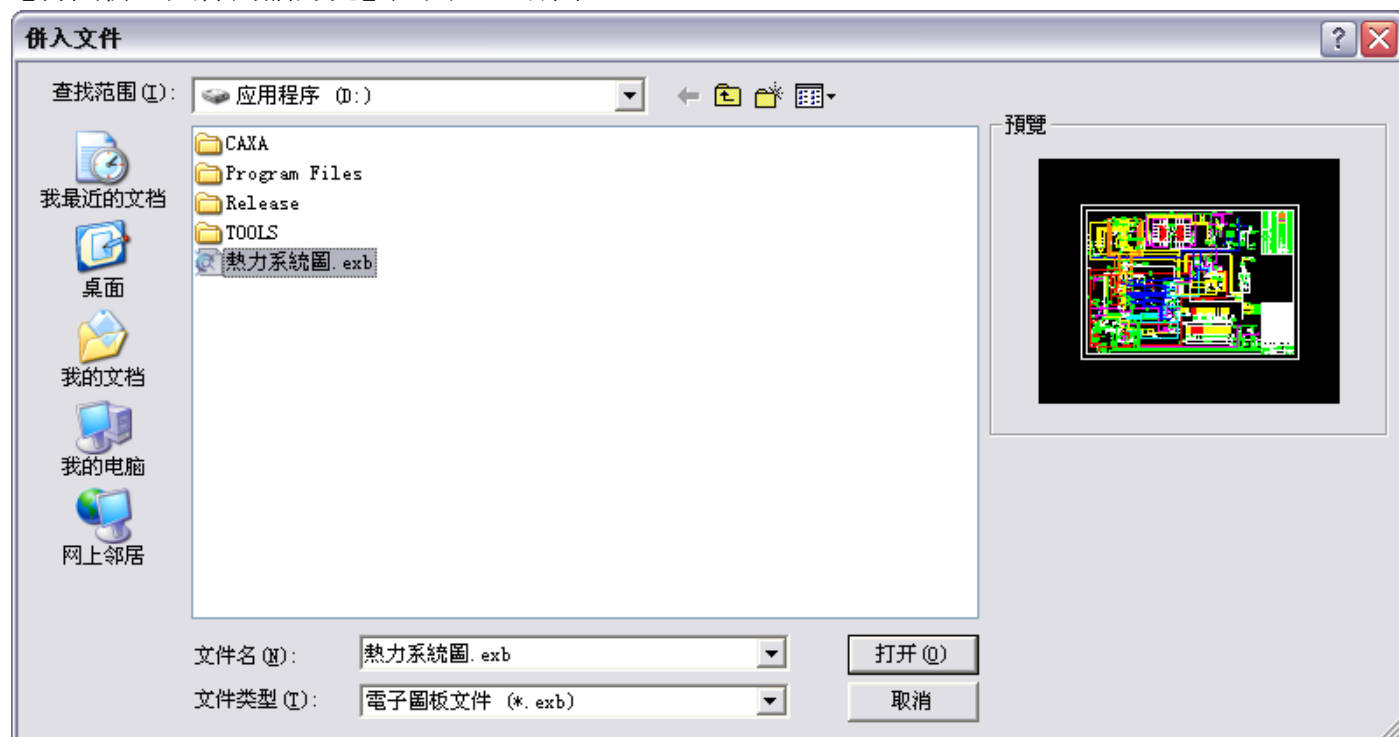 併入文件
查找范围(I):
应用程序 (D:)
預覽
CAXA
Program Files
Release
TOOLS
熱力系統圖.exb
我最近的文档
桌面
我的文档
我的电脑
网上邻居
文件名(N):
熱力系統圖.exb
打开(O)
文件类型(T):
電子圖板文件 (*.exb)
取消